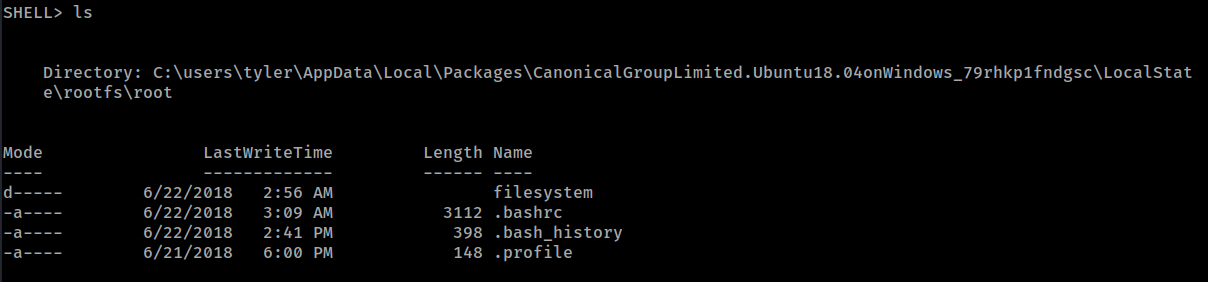 SHELL> ls
Directory: C:\users\tyler\AppData\Local\Packages\CanonicalGroupLimited.Ubuntu18.04onWindows_79rhkp1fndgsc\LocalStat
e\rootfs\root
Mode                LastWriteTime         Length Name
----                -------------         ------ ----
d-----        6/22/2018   2:56 AM                filesystem
-a----        6/22/2018   3:09 AM           3112 .bashrc
-a----        6/22/2018   2:41 PM            398 .bash_history
-a----        6/21/2018   6:00 PM            148 .profile